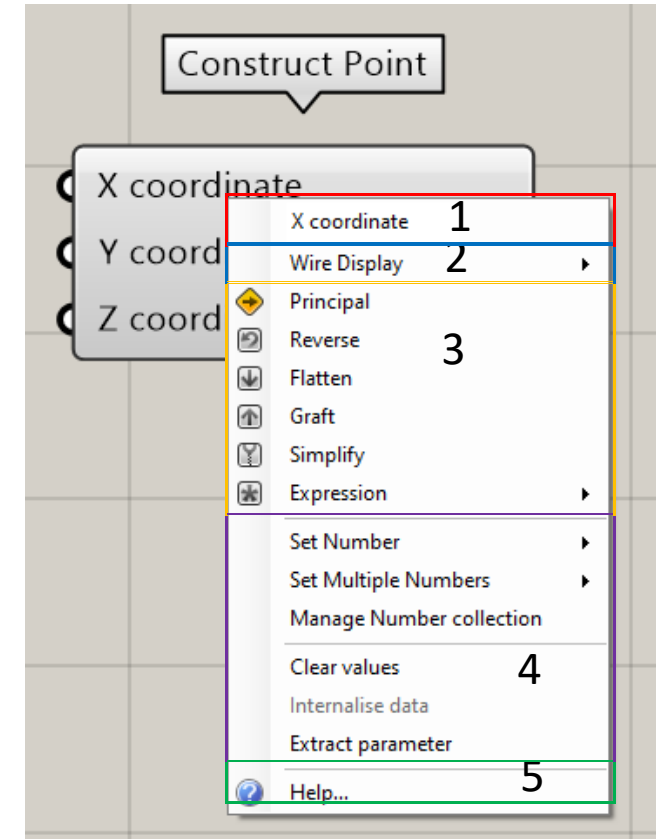 Construct Point
X coordinate
Y coord
Z coord
X coordinate 1
Wire Display 2
Principal
Reverse
3
Flatten
Graft
Simplify
Expression
Set Number
Set Multiple Numbers
Manage Number collection
Clear values 4
Internalise data
Extract parameter
Help... 5